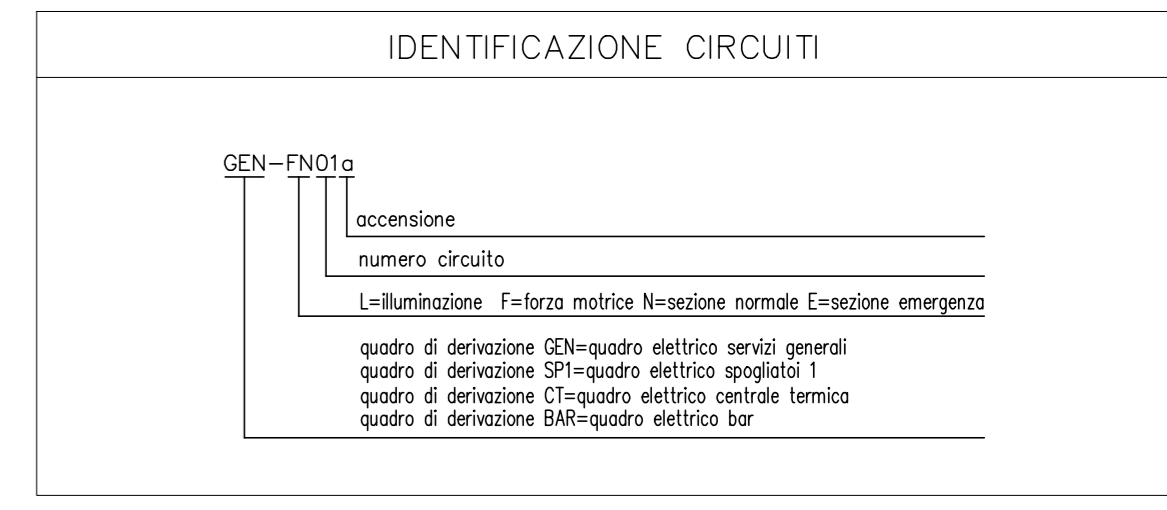 IDENTIFICAZIONE CIRCUITI
GEN-FN01a
accensione
numero circuito
L=illuminazione F=forza motrice N=sezione normale E=sezione emergenza
quadro di derivazione GEN=quadro elettrico servizi generali
quadro di derivazione SP1=quadro elettrico spogliatoi 1
quadro di derivazione CT=quadro elettrico centrale termica
quadro di derivazione BAR=quadro elettrico bar